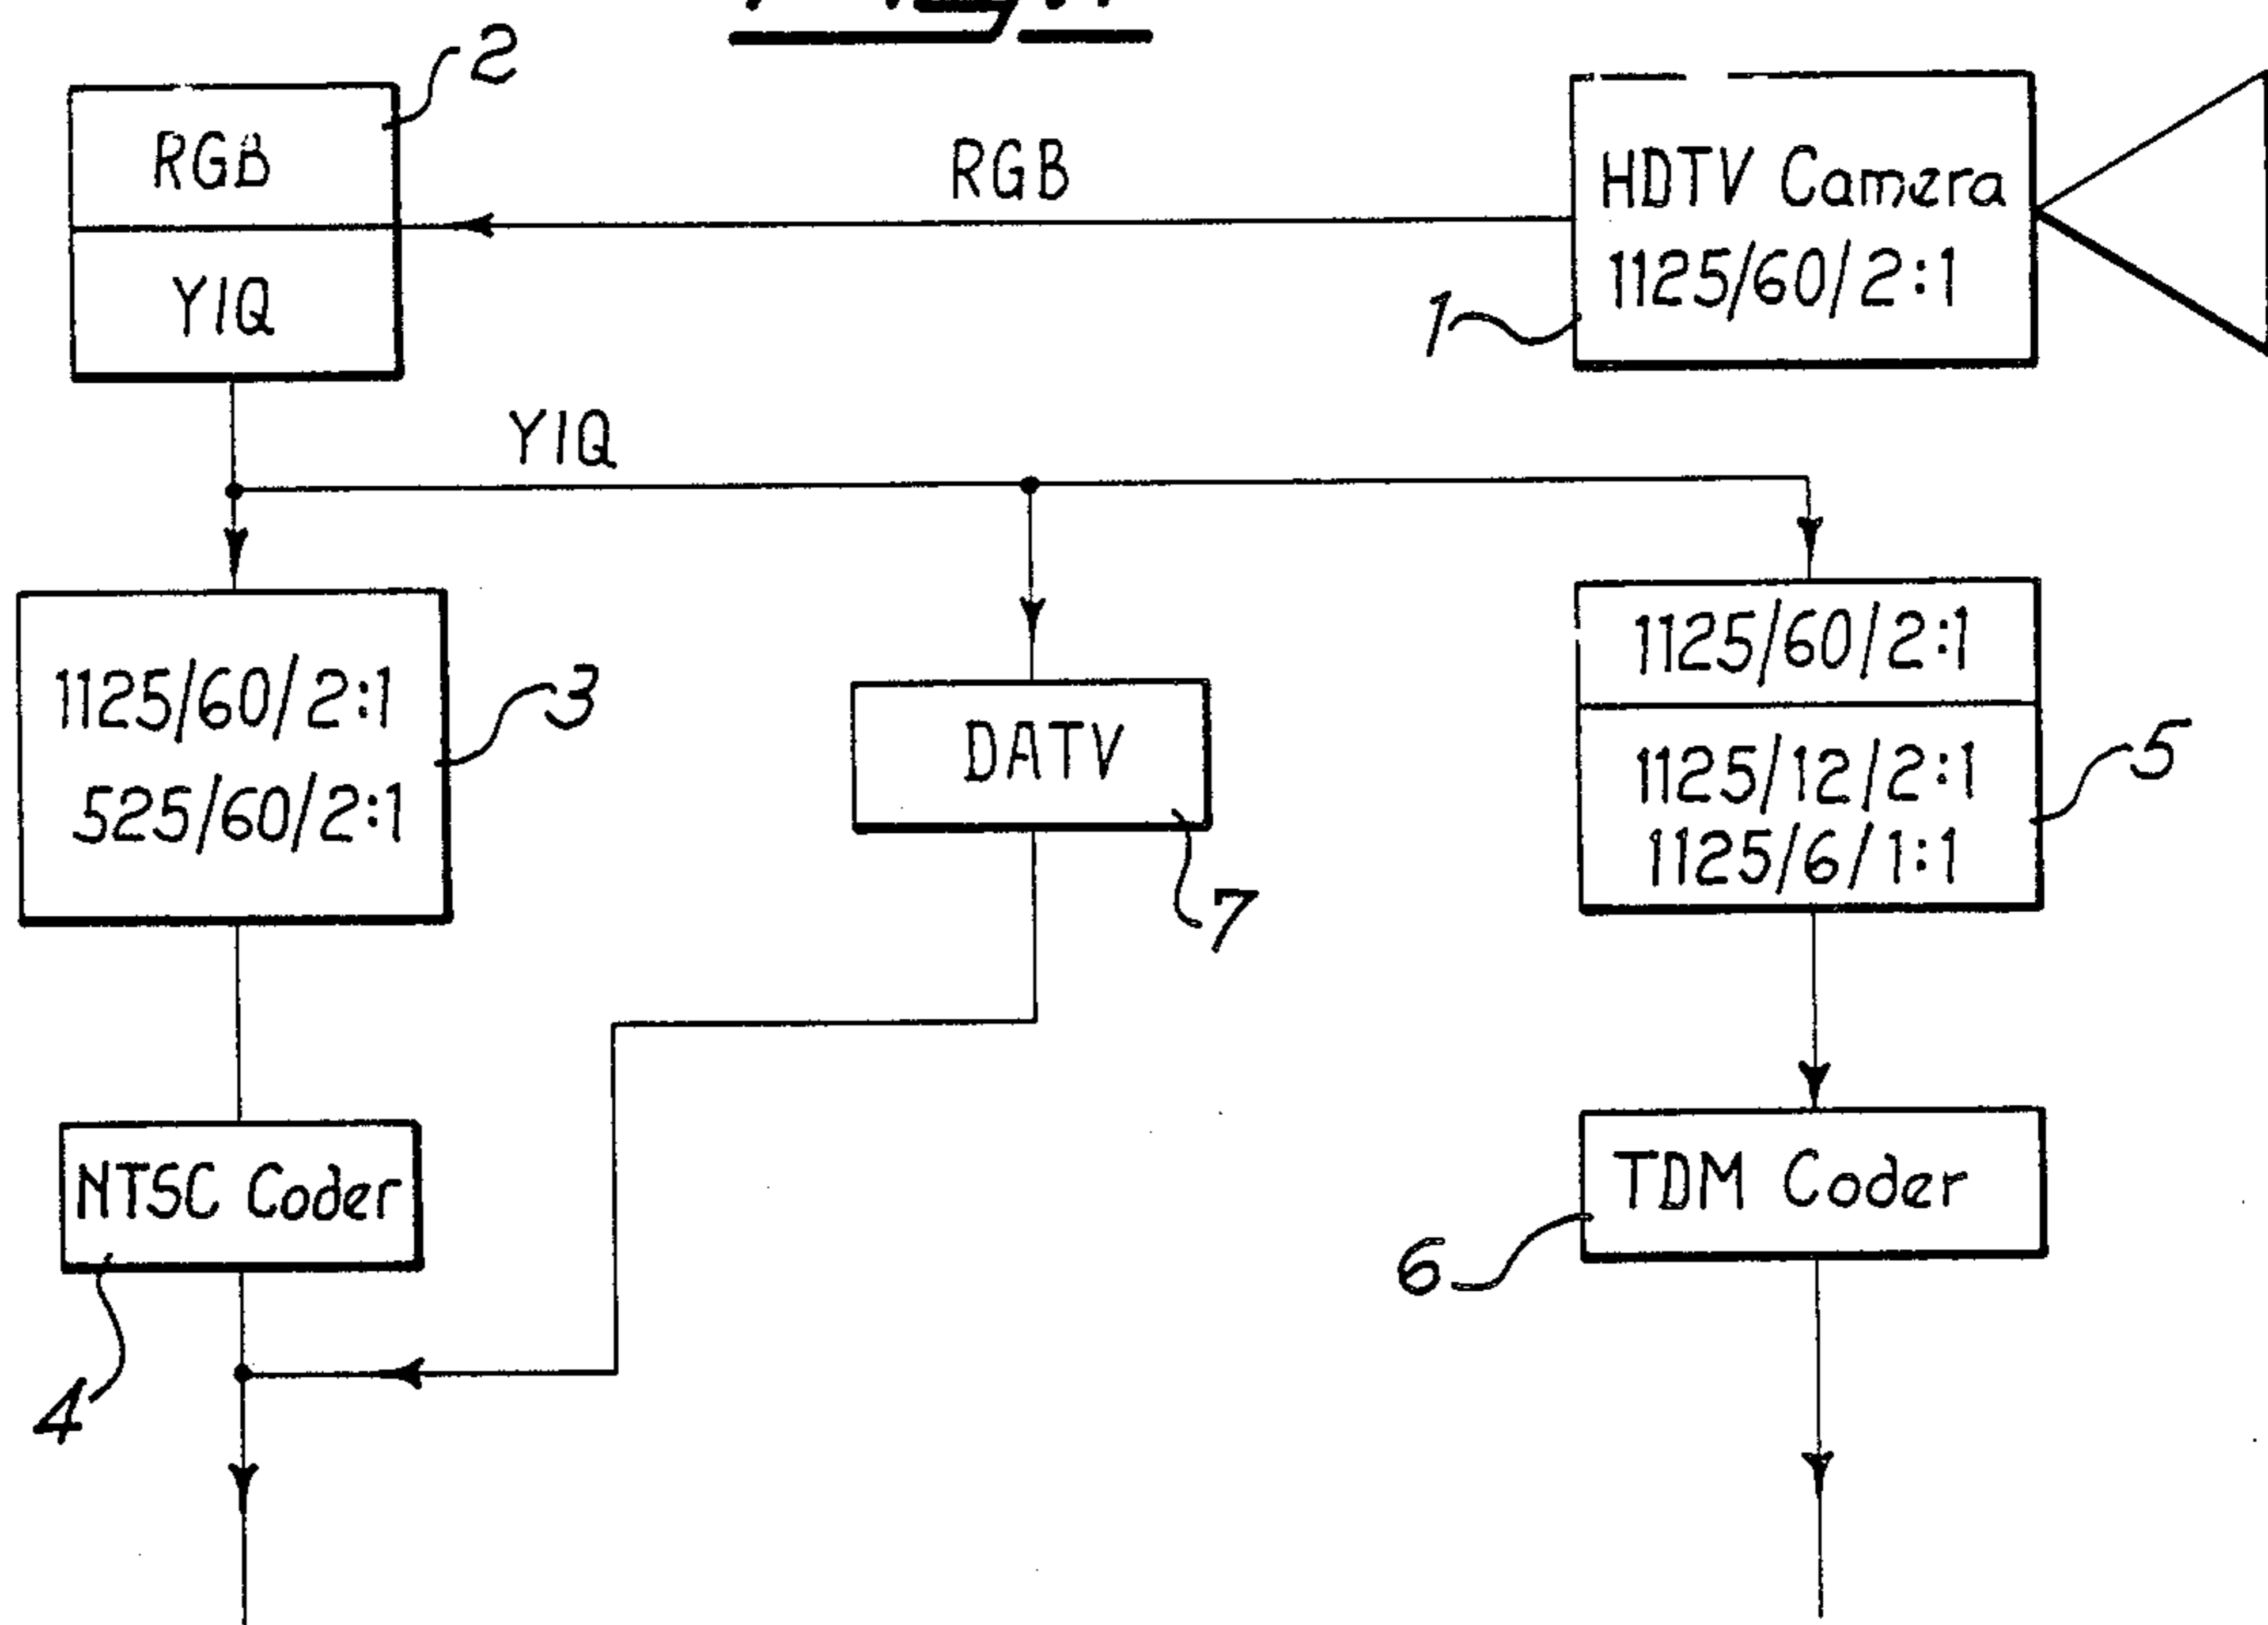 2
RGB
YIQ
RGB
HDTV Camera
1125/60/2:1
1
YIQ
1125/60/2:1
525/60/2:1
3
DATV
7
1125/60/2:1
1125/12/2:1
1125/6/1:1
5
NTSC Coder
4
TDM Coder
6